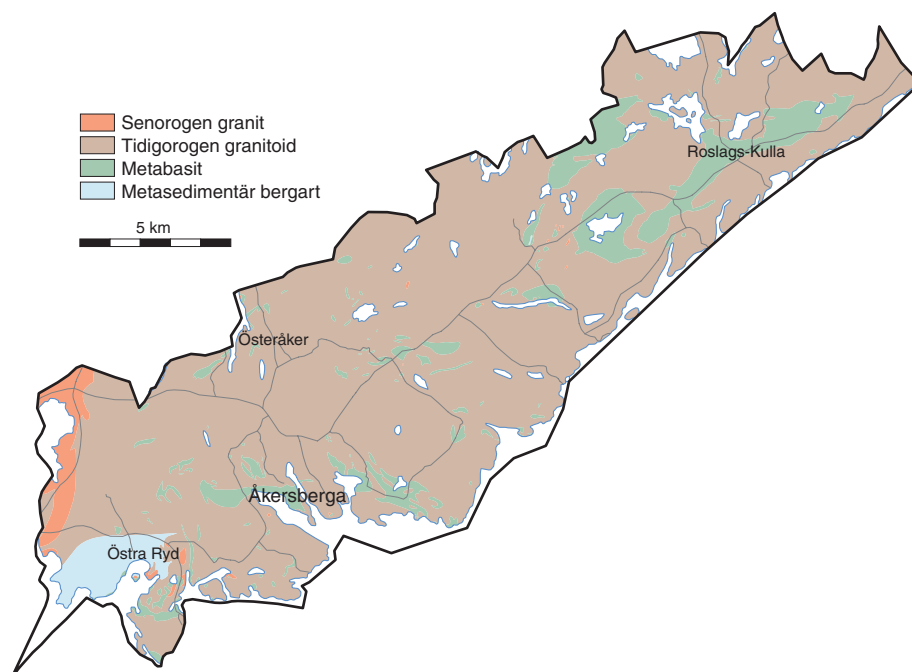 Senorogen granit
Tidigorogen granitoid
Metabasit
Metasedimentär bergart
5 km
Roslags-Kulla
Österåker
Åkersberga
Östra Ryd